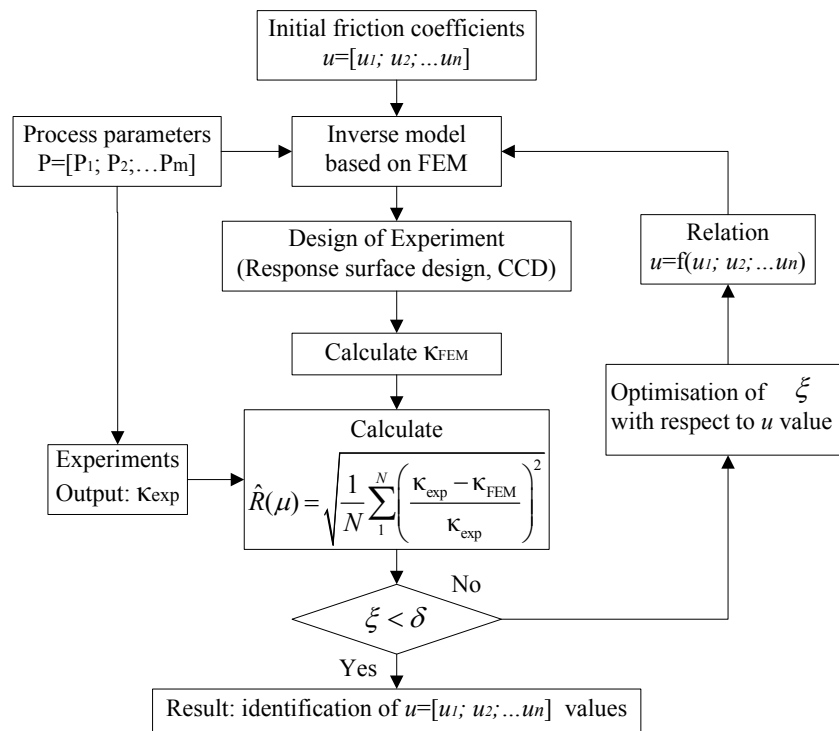 Initial friction coefficients
u=[u1; u2;...un]
Process parameters
P=[P1; P2;...Pm]
Inverse model
based on FEM
Design of Experiment
(Response surface design, CCD)
Relation
u=f(u1; u2;...un)
Calculate κFEM
Optimisation of ξ
with respect to u value
Experiments
Output: κexp
Calculate
R̂(μ) = √(1/N ∑₁ᴺ ((κexp − κFEM)/κexp)²)
No
ξ < δ
Yes
Result: identification of u=[u1; u2;...un] values